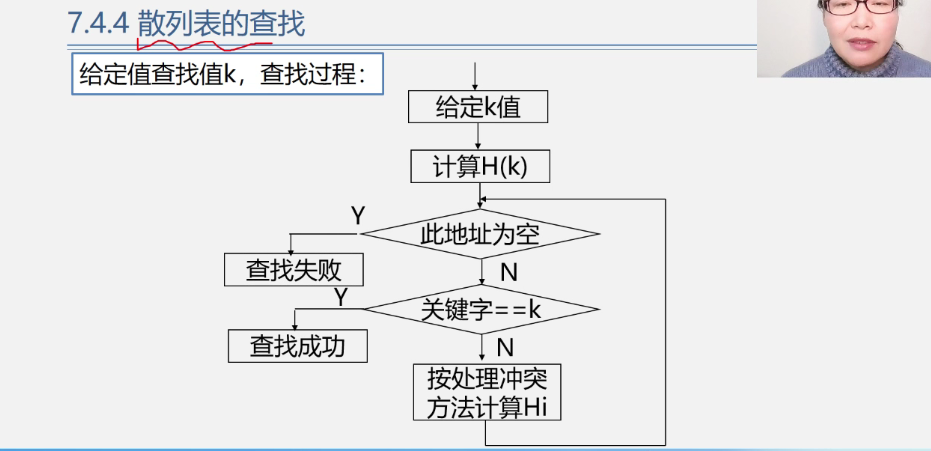 7.4.4 散列表的查找
给定值查找值k，查找过程：
给定k值
计算H(k)
Y
此地址为空
查找失败
N
Y
关键字==k
查找成功
N
按处理冲突
方法计算Hi